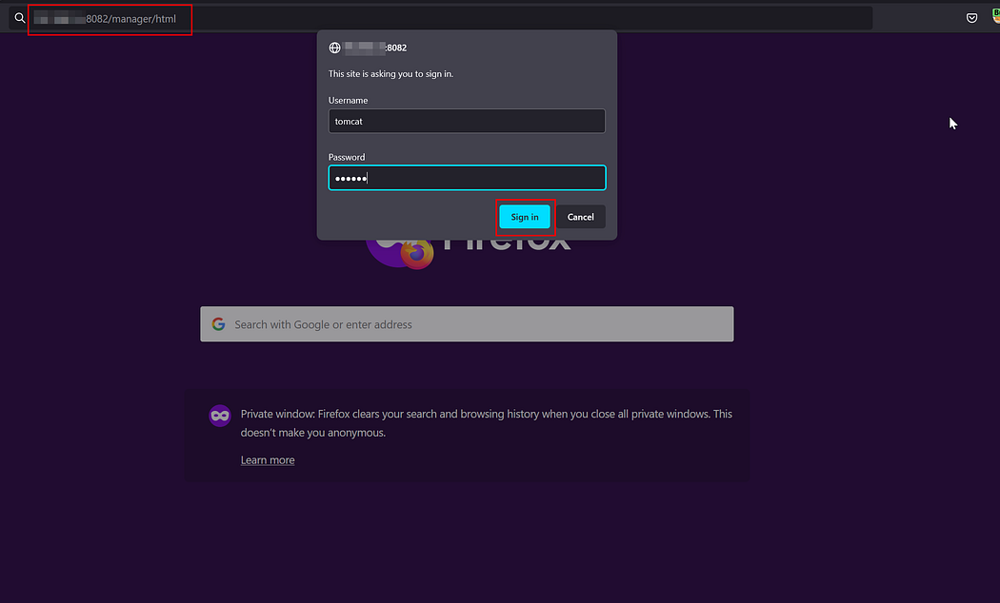 8082/manager/html
:8082
This site is asking you to sign in.
Username
tomcat
Password
••••••
Sign in
Cancel
Firefox
Search with Google or enter address
Private window: Firefox clears your search and browsing history when you close all private windows. This
doesn't make you anonymous.
Learn more